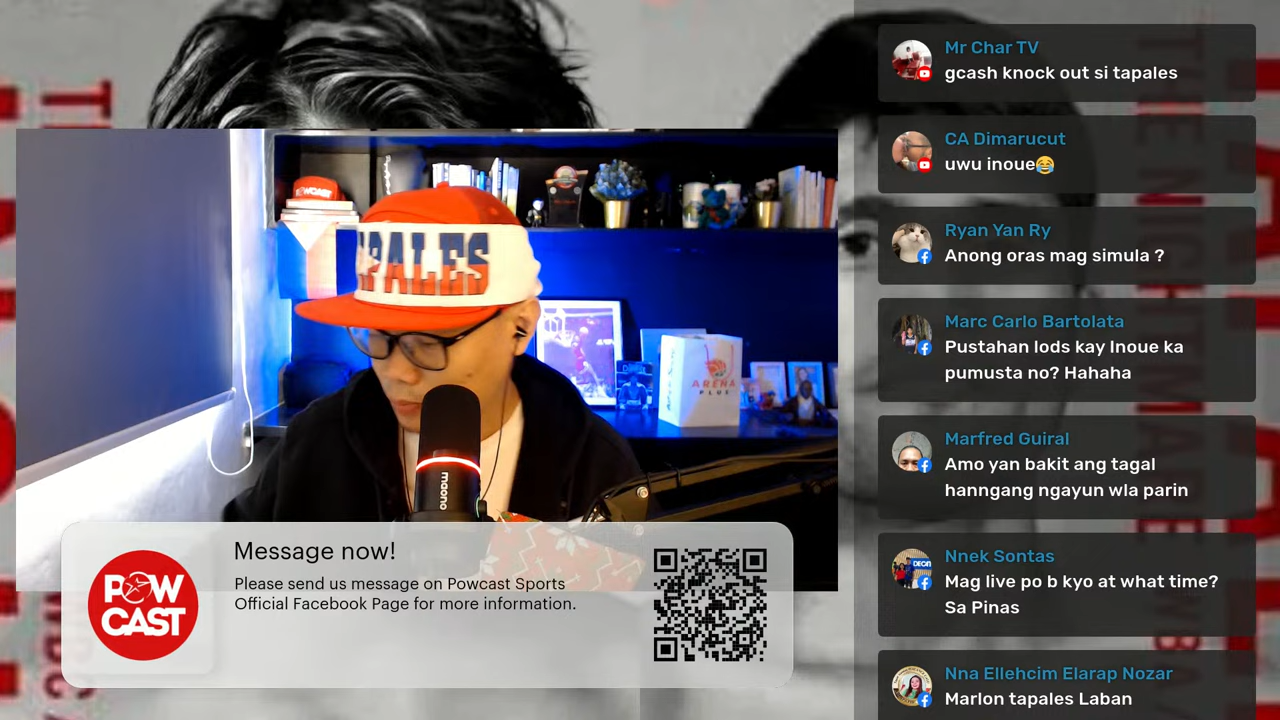 Mr Char TV
gcash knock out si tapales
CA Dimarucut
uwu inoue😂
Ryan Yan Ry
Anong oras mag simula ?
Marc Carlo Bartolata
Pustahan lods kay Inoue ka
pumusta no? Hahaha
Marfred Guiral
Amo yan bakit ang tagal
hanngang ngayun wla parin
Nnek Sontas
Mag live po b kyo at what time?
Sa Pinas
Nna Ellehcim Elarap Nozar
Marlon tapales Laban
POWCAST
PALES
ARENA
PLUS
maono
Message now!
Please send us message on Powcast Sports
Official Facebook Page for more information.
POW
CAST